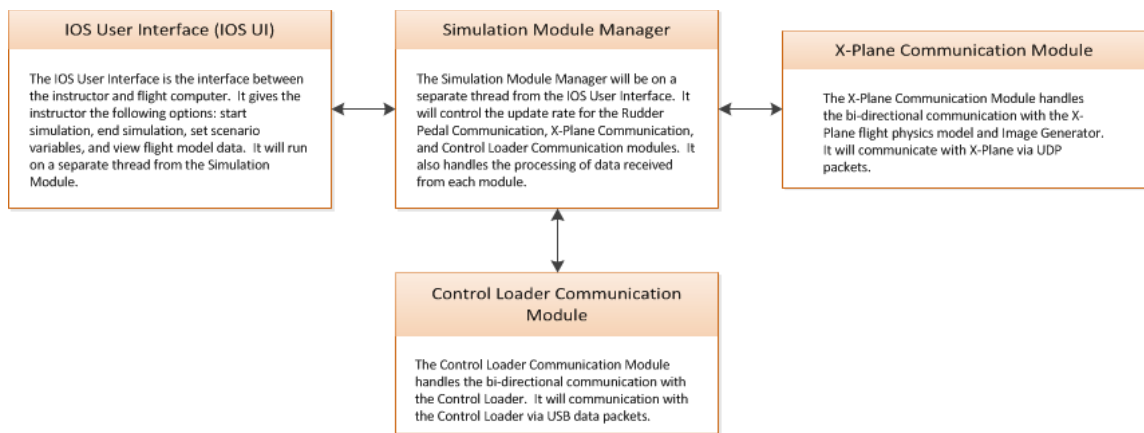 IOS User Interface (IOS UI)
The IOS User Interface is the interface between
the instructor and flight computer.  It gives the
instructor the following options: start
simulation, end simulation, set scenario
variables, and view flight model data.  It will run
on a separate thread from the Simulation
Module.
Simulation Module Manager
The Simulation Module Manager will be on a
separate thread from the IOS User Interface.  It
will control the update rate for the Rudder
Pedal Communication, X-Plane Communication,
and Control Loader Communication modules.  It
also handles the processing of data received
from each module.
X-Plane Communication Module
The X-Plane Communication Module handles
the bi-directional communication with the X-
Plane flight physics model and Image Generator.
It will communicate with X-Plane via UDP
packets.
Control Loader Communication
Module
The Control Loader Communication Module
handles the bi-directional communication with
the Control Loader.  It will communication with
the Control Loader via USB data packets.